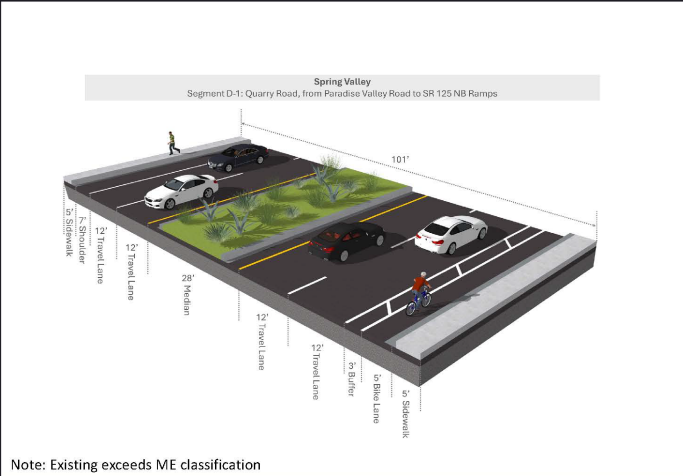 Spring Valley
Segment D-1: Quarry Road, from Paradise Valley Road to SR 125 NB Ramps
101'
5' Sidewalk
7' Shoulder
12' Travel Lane
12' Travel Lane
28' Median
12' Travel Lane
12' Travel Lane
Buffer
5' Bike Lane
5' Sidewalk
Note: Existing exceeds ME classification